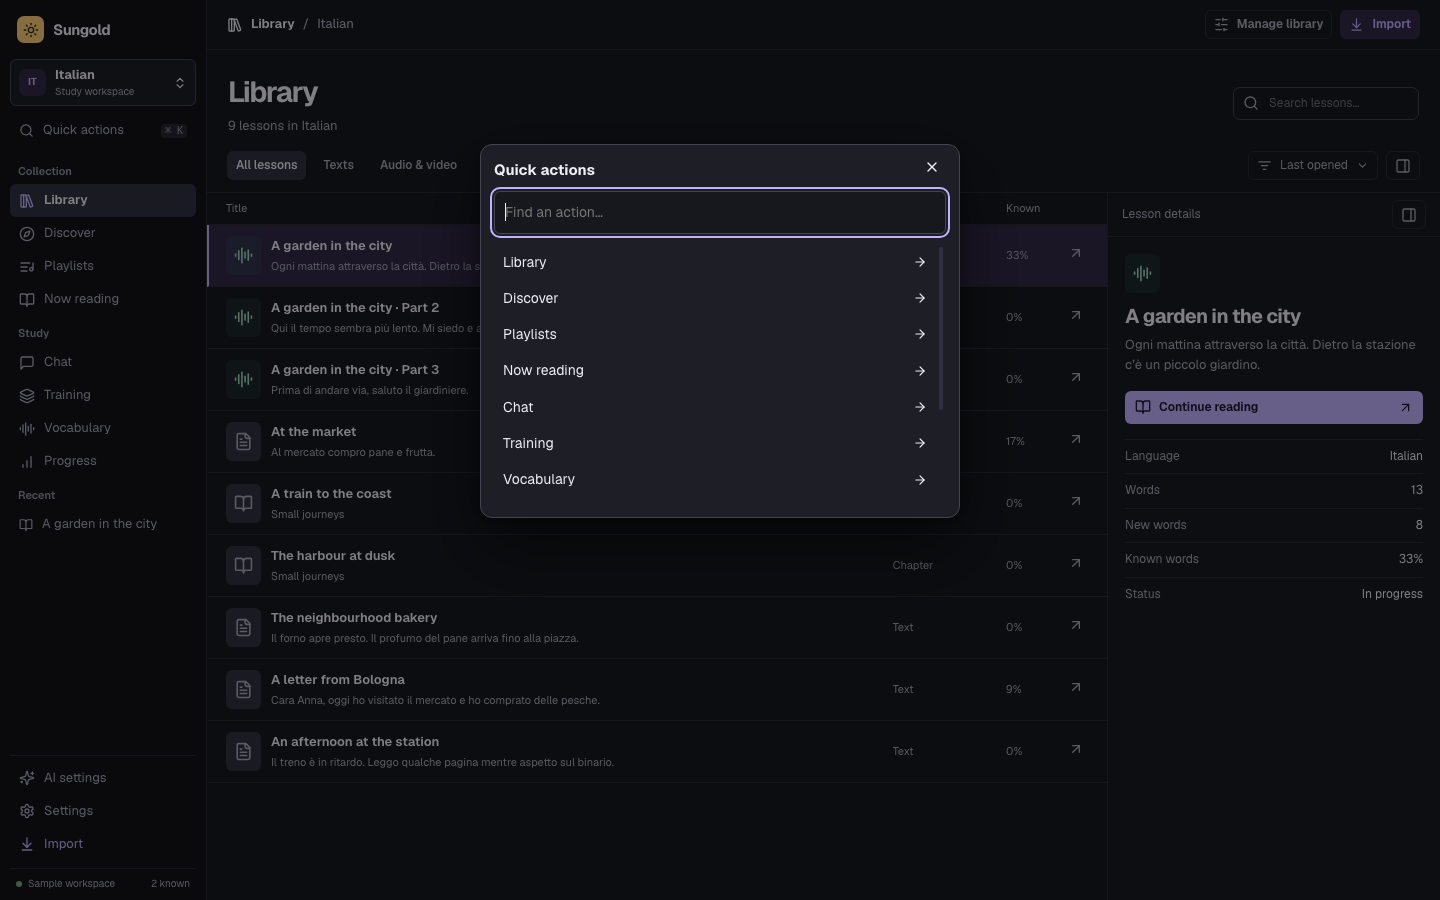 Sungold
IT
Italian
Study workspace
Quick actions
⌘ K
Collection
Library
Discover
Playlists
Now reading
Study
Chat
Training
Vocabulary
Progress
Recent
A garden in the city
AI settings
Settings
Import
Sample workspace
2 known
Library / Italian
Manage library
Import
Library
9 lessons in Italian
Search lessons...
All lessons
Texts
Audio & video
Last opened
Title
Known
A garden in the city
Ogni mattina attraverso la città. Dietro la s
33%
A garden in the city · Part 2
Qui il tempo sembra più lento. Mi siedo e a
0%
A garden in the city · Part 3
Prima di andare via, saluto il giardiniere.
0%
At the market
Al mercato compro pane e frutta.
17%
A train to the coast
Small journeys
0%
The harbour at dusk
Small journeys
Chapter
0%
The neighbourhood bakery
Il forno apre presto. Il profumo del pane arriva fino alla piazza.
Text
0%
A letter from Bologna
Cara Anna, oggi ho visitato il mercato e ho comprato delle pesche.
Text
9%
An afternoon at the station
Il treno è in ritardo. Leggo qualche pagina mentre aspetto sul binario.
Text
0%
Quick actions
Find an action...
Library
Discover
Playlists
Now reading
Chat
Training
Vocabulary
Lesson details
A garden in the city
Ogni mattina attraverso la città. Dietro la stazione
c'è un piccolo giardino.
Continue reading
Language
Italian
Words
13
New words
8
Known words
33%
Status
In progress